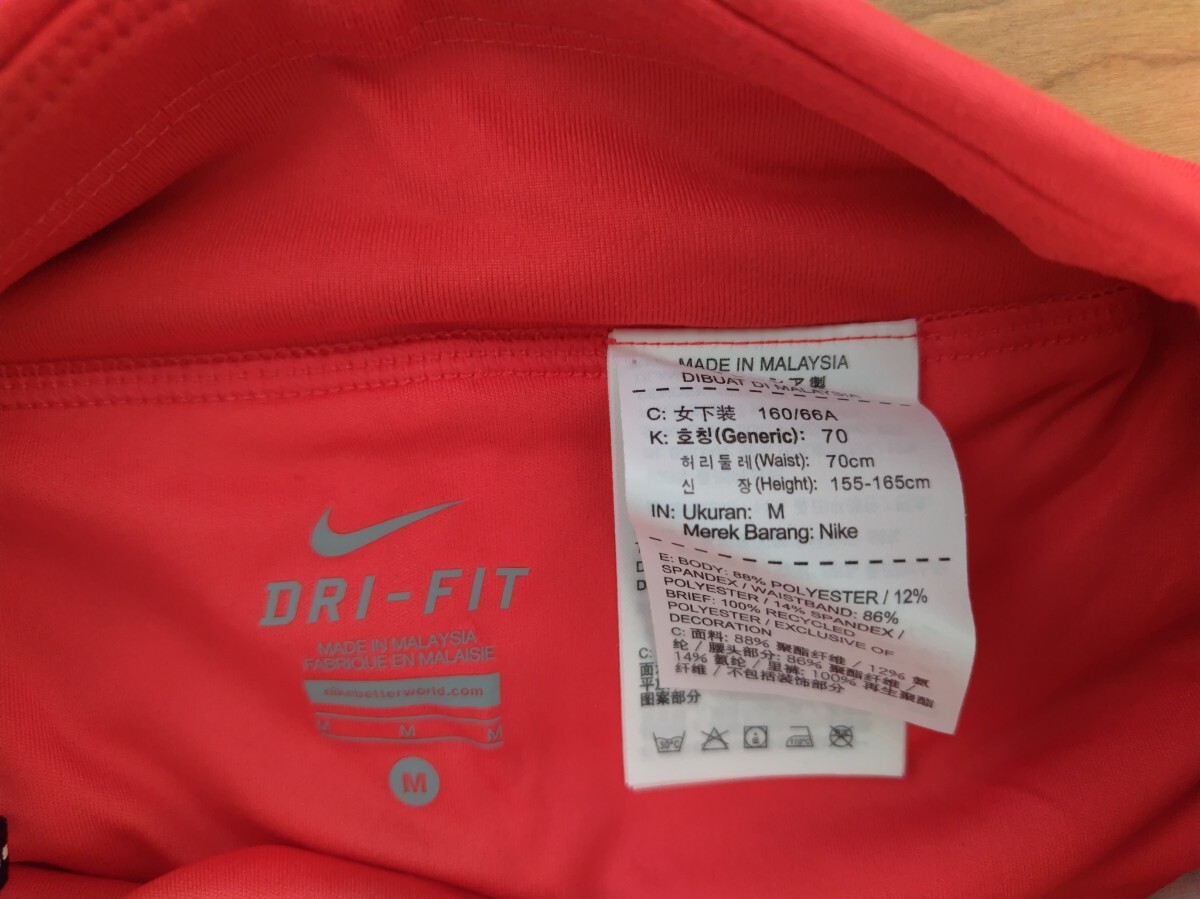 DRI-FIT
MADE IN MALAYSIA
FABRIQUE EN MALAISIE
nikebetterworld.com
M M M
M
MADE IN MALAYSIA
DIBUAT DI MALAYSIA
C: 女下装 160/66A
K: 호칭(Generic): 70
허리둘레(Waist): 70cm
신 장(Height): 155-165cm
IN: Ukuran: M
Merek Barang: Nike
E: BODY: 88% POLYESTER / 12%
SPANDEX / WAISTBAND: 86%
POLYESTER / 14% SPANDEX /
BRIEF: 100% RECYCLED
POLYESTER / EXCLUSIVE OF
DECORATION
C: 面料: 88% 聚酯纤维 / 12% 氨
纶 / 腰头部分: 86% 聚酯纤维 /
14% 氨纶 / 里裤: 100% 再生聚酯
纤维 / 不包括装饰部分
C:
图案部分
30°C 110°C